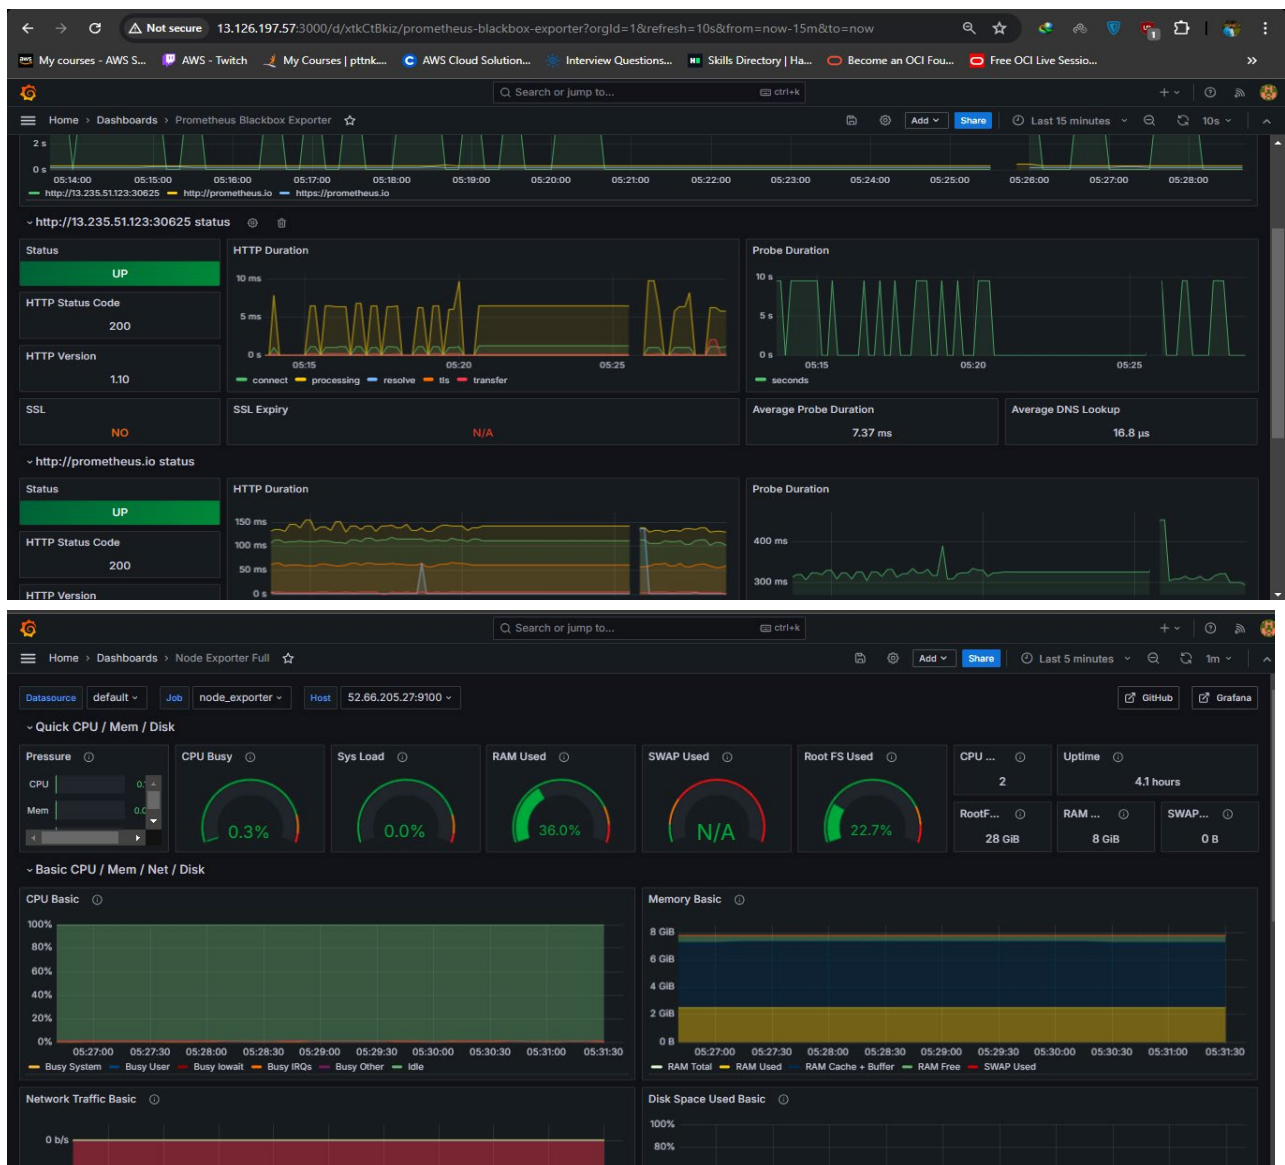 Not secure 13.126.197.57:3000/d/xtkCtBkiz/prometheus-blackbox-exporter?orgId=1&refresh=10s&from=now-15m&to=now
1
aws My courses - AWS S... AWS - Twitch My Courses | pttnk.... C AWS Cloud Solution... Interview Questions... Skills Directory | Ha... Become an OCI Fou... Free OCI Live Sessio... »
Search or jump to... ctrl+k
Home › Dashboards › Prometheus Blackbox Exporter Add Share Last 15 minutes 10s
2 s
0 s
05:14:00 05:15:00 05:16:00 05:17:00 05:18:00 05:19:00 05:20:00 05:21:00 05:22:00 05:23:00 05:24:00 05:25:00 05:26:00 05:27:00 05:28:00
http://13.235.51.123:30625 http://prometheus.io https://prometheus.io
http://13.235.51.123:30625 status
Status HTTP Duration Probe Duration
UP
10 ms 10 s
HTTP Status Code
200
5 ms 5 s
HTTP Version
0 s 0 s
05:15 05:20 05:25 05:15 05:20 05:25
1.10
connect processing resolve tls transfer seconds
SSL SSL Expiry Average Probe Duration Average DNS Lookup
NO N/A 7.37 ms 16.8 µs
http://prometheus.io status
Status HTTP Duration Probe Duration
UP
150 ms
HTTP Status Code
100 ms 400 ms
200
50 ms
300 ms
HTTP Version
0 s
Search or jump to... ctrl+k
Home › Dashboards › Node Exporter Full Add Share Last 5 minutes 1m
Datasource default Job node_exporter Host 52.66.205.27:9100 GitHub Grafana
Quick CPU / Mem / Disk
Pressure CPU Busy Sys Load RAM Used SWAP Used Root FS Used CPU ... Uptime
CPU 2 4.1 hours
Mem
RootF... RAM ... SWAP...
0.3% 0.0% 36.0% N/A 22.7%
28 GiB 8 GiB 0 B
Basic CPU / Mem / Net / Disk
CPU Basic Memory Basic
100% 8 GiB
80%
60% 6 GiB
40% 4 GiB
20% 2 GiB
0% 0 B
05:27:00 05:27:30 05:28:00 05:28:30 05:29:00 05:29:30 05:30:00 05:30:30 05:31:00 05:31:30 05:27:00 05:27:30 05:28:00 05:28:30 05:29:00 05:29:30 05:30:00 05:30:30 05:31:00 05:31:30
Busy System Busy User Busy Iowait Busy IRQs Busy Other Idle RAM Total RAM Used RAM Cache + Buffer RAM Free SWAP Used
Network Traffic Basic Disk Space Used Basic
100%
0 b/s
80%